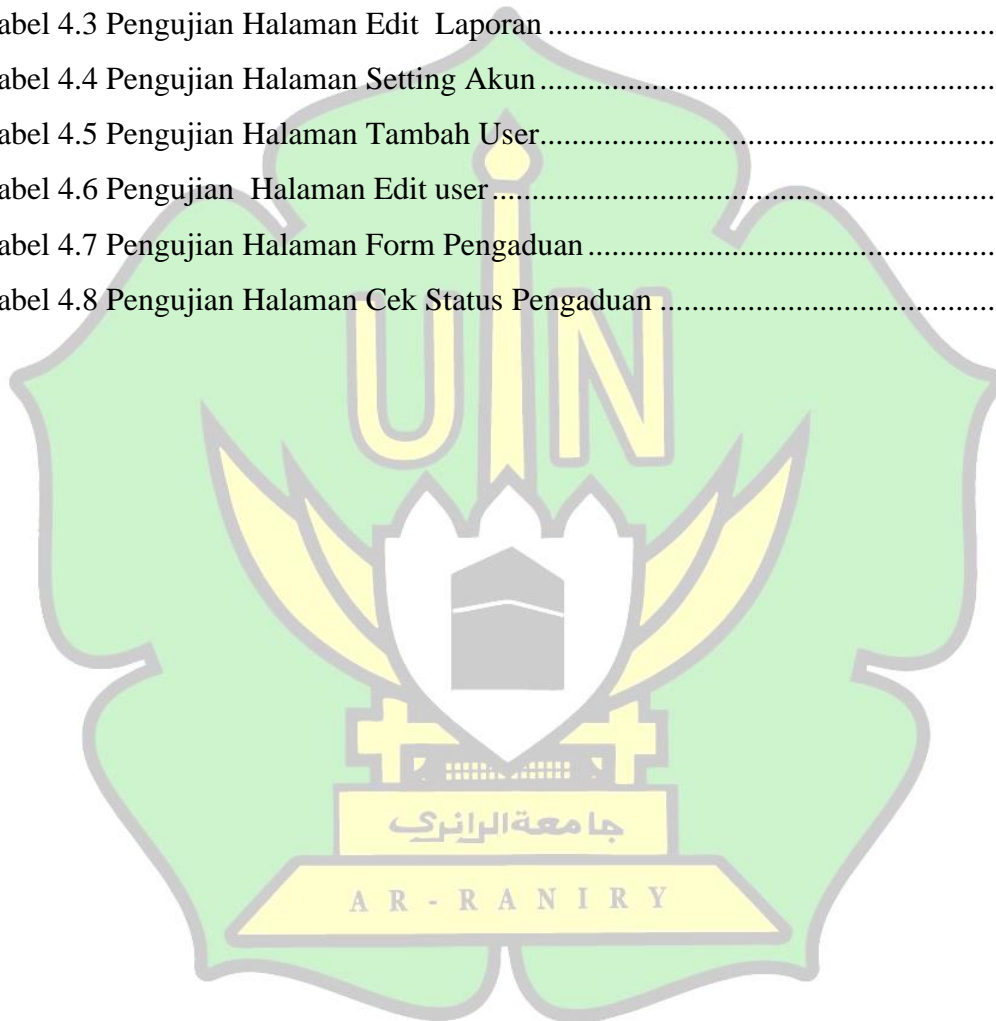 abel 4.3 Pengujian Halaman Edit  Laporan ........................................................
abel 4.4 Pengujian Halaman Setting Akun .........................................................
abel 4.5 Pengujian Halaman Tambah User.........................................................
abel 4.6 Pengujian  Halaman Edit user ...............................................................
abel 4.7 Pengujian Halaman Form Pengaduan ...................................................
abel 4.8 Pengujian Halaman Cek Status Pengaduan ..........................................
UIN
جامعةالرانري
AR-RANIRY